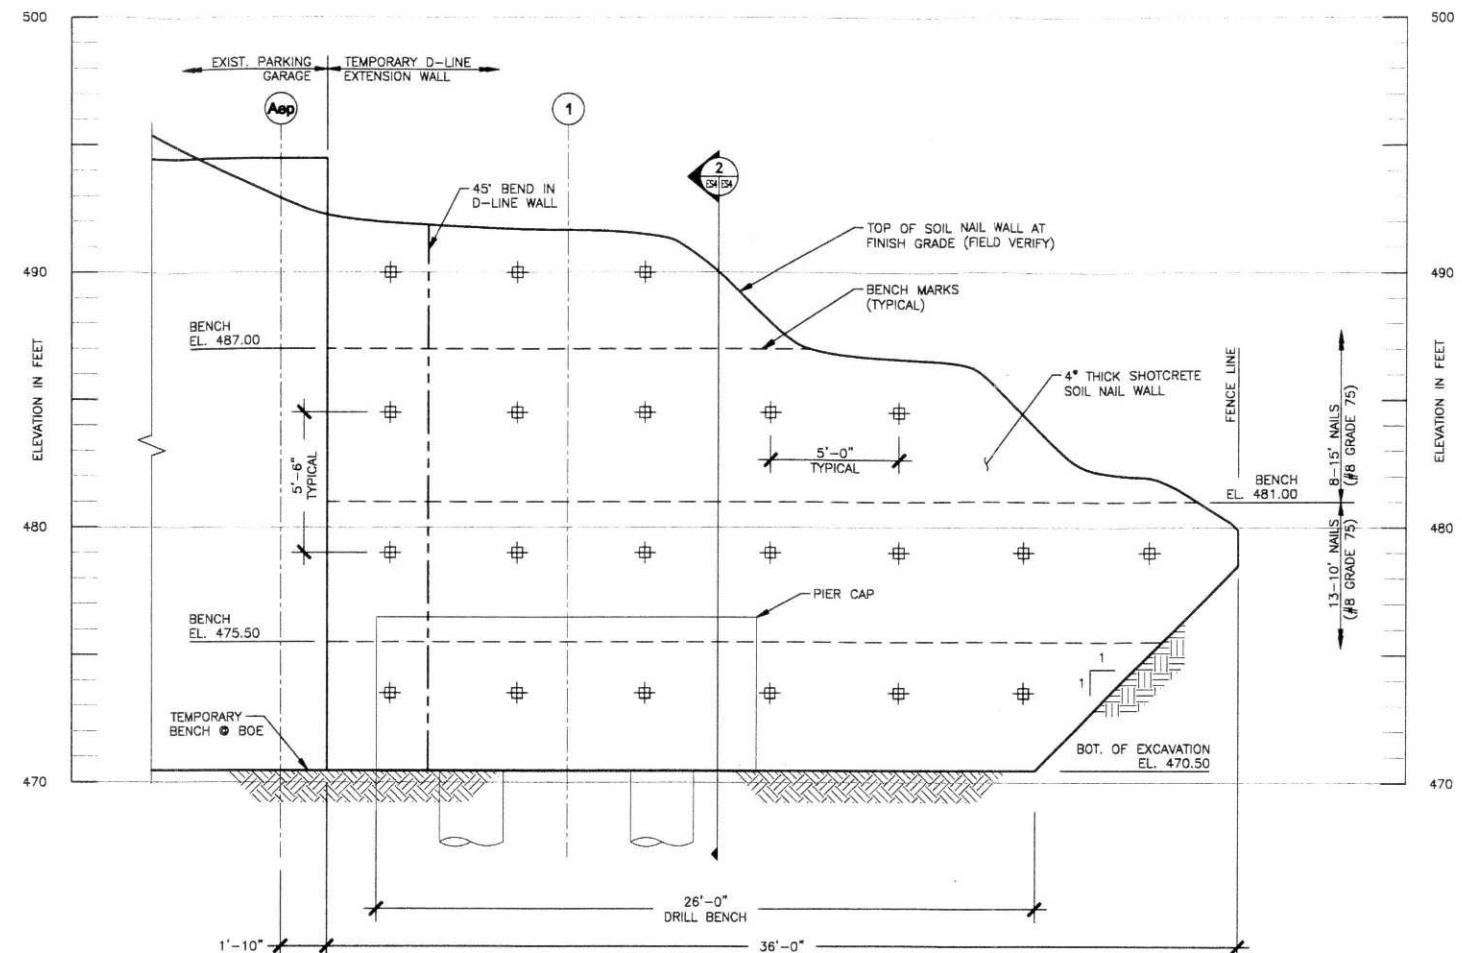 500
500
EXIST. PARKING
GARAGE
TEMPORARY D-LINE
EXTENSION WALL
Aep
1
2
ES4 ES4
45° BEND IN
D-LINE WALL
TOP OF SOIL NAIL WALL AT
FINISH GRADE (FIELD VERIFY)
490
490
BENCH MARKS
(TYPICAL)
BENCH
EL. 487.00
ELEVATION IN FEET
4" THICK SHOTCRETE
SOIL NAIL WALL
FENCE LINE
8-15' NAILS
(#8 GRADE 75)
ELEVATION IN FEET
5'-6"
TYPICAL
5'-0"
TYPICAL
BENCH
EL. 481.00
480
480
13-10' NAILS
(#8 GRADE 75)
PIER CAP
BENCH
EL. 475.50
1
1
TEMPORARY
BENCH @ BOE
BOT. OF EXCAVATION
EL. 470.50
470
470
26'-0"
DRILL BENCH
1'-10"
36'-0"